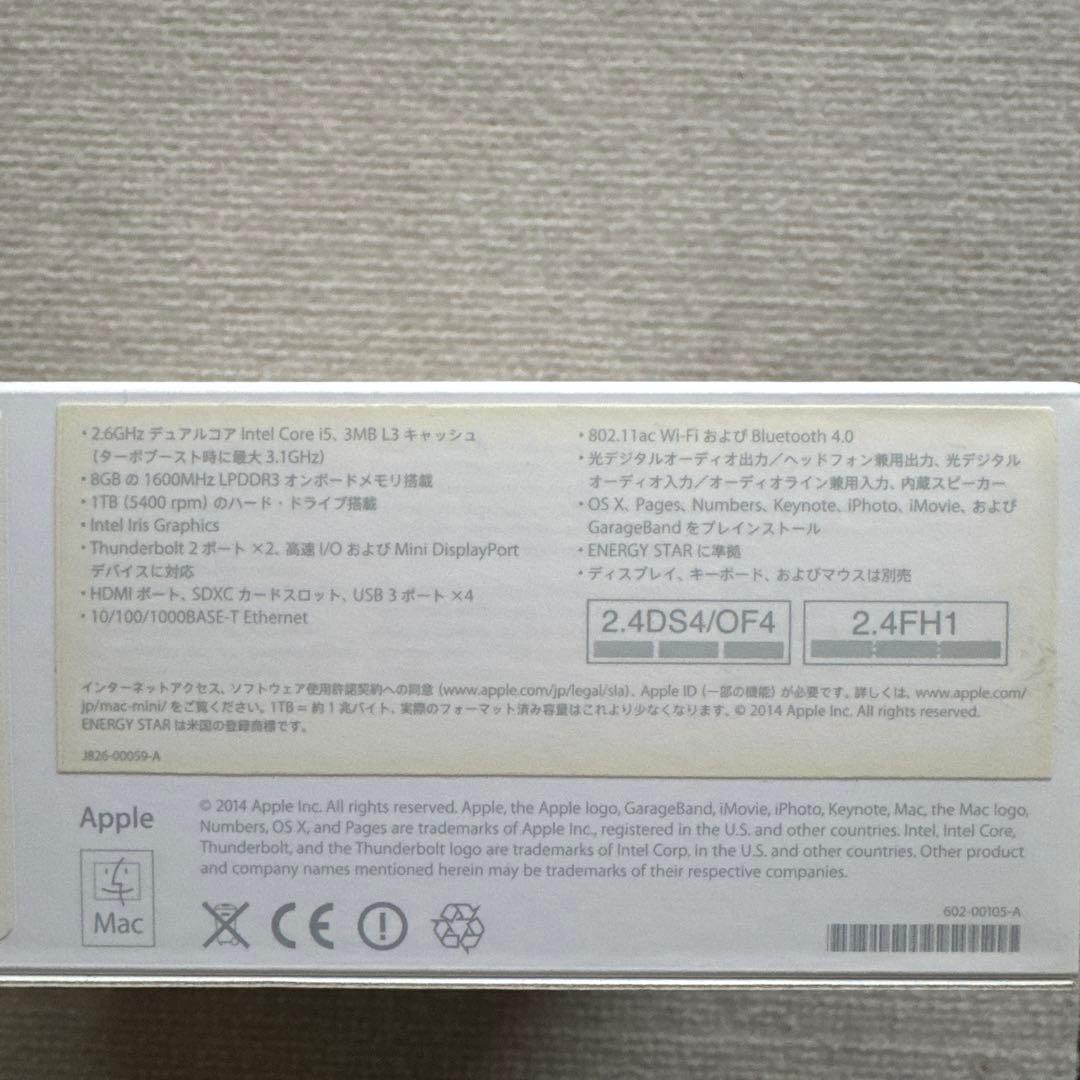 ・2.6GHz デュアルコア Intel Core i5、3MB L3 キャッシュ
(ターボブースト時に最大 3.1GHz)
・8GB の 1600MHz LPDDR3 オンボードメモリ搭載
・1TB (5400 rpm) のハード・ドライブ搭載
・Intel Iris Graphics
・Thunderbolt 2 ポート ×2、高速 I/O および Mini DisplayPort
デバイスに対応
・HDMI ポート、SDXC カードスロット、USB 3 ポート ×4
・10/100/1000BASE-T Ethernet
・802.11ac Wi-Fi および Bluetooth 4.0
・光デジタルオーディオ出力／ヘッドフォン兼用出力、光デジタル
オーディオ入力／オーディオライン兼用入力、内蔵スピーカー
・OS X、Pages、Numbers、Keynote、iPhoto、iMovie、および
GarageBand をプレインストール
・ENERGY STAR に準拠
・ディスプレイ、キーボード、およびマウスは別売
2.4DS4/OF4
2.4FH1
インターネットアクセス、ソフトウェア使用許諾契約への同意 (www.apple.com/jp/legal/sla)、Apple ID (一部の機能) が必要です。詳しくは、www.apple.com/
jp/mac-mini/ をご覧ください。1TB = 約 1 兆バイト、実際のフォーマット済み容量はこれより少なくなります。© 2014 Apple Inc. All rights reserved.
ENERGY STAR は米国の登録商標です。
J826-00059-A
Apple
Mac
© 2014 Apple Inc. All rights reserved. Apple, the Apple logo, GarageBand, iMovie, iPhoto, Keynote, Mac, the Mac logo,
Numbers, OS X, and Pages are trademarks of Apple Inc., registered in the U.S. and other countries. Intel, Intel Core,
Thunderbolt, and the Thunderbolt logo are trademarks of Intel Corp. in the U.S. and other countries. Other product
and company names mentioned herein may be trademarks of their respective companies.
602-00105-A